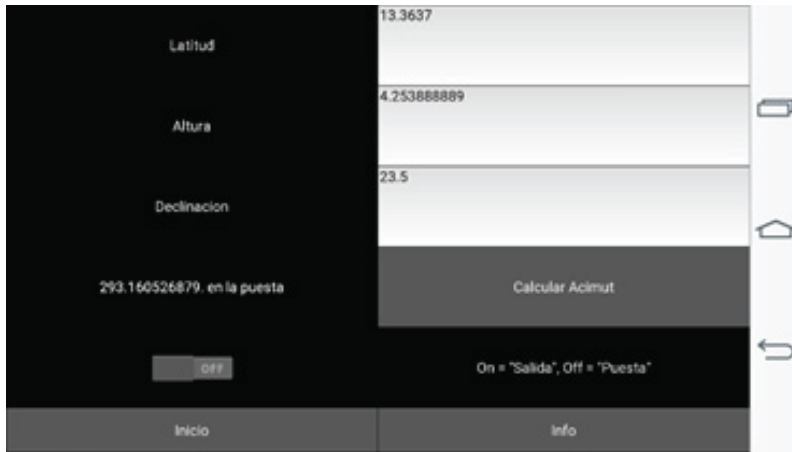 Latitud
13.3637
Altura
4.253888889
Declinacion
23.5
293.160526879. en la puesta
Calcular Acimut
OFF
On = "Salida", Off = "Puesta"
Inicio
Info